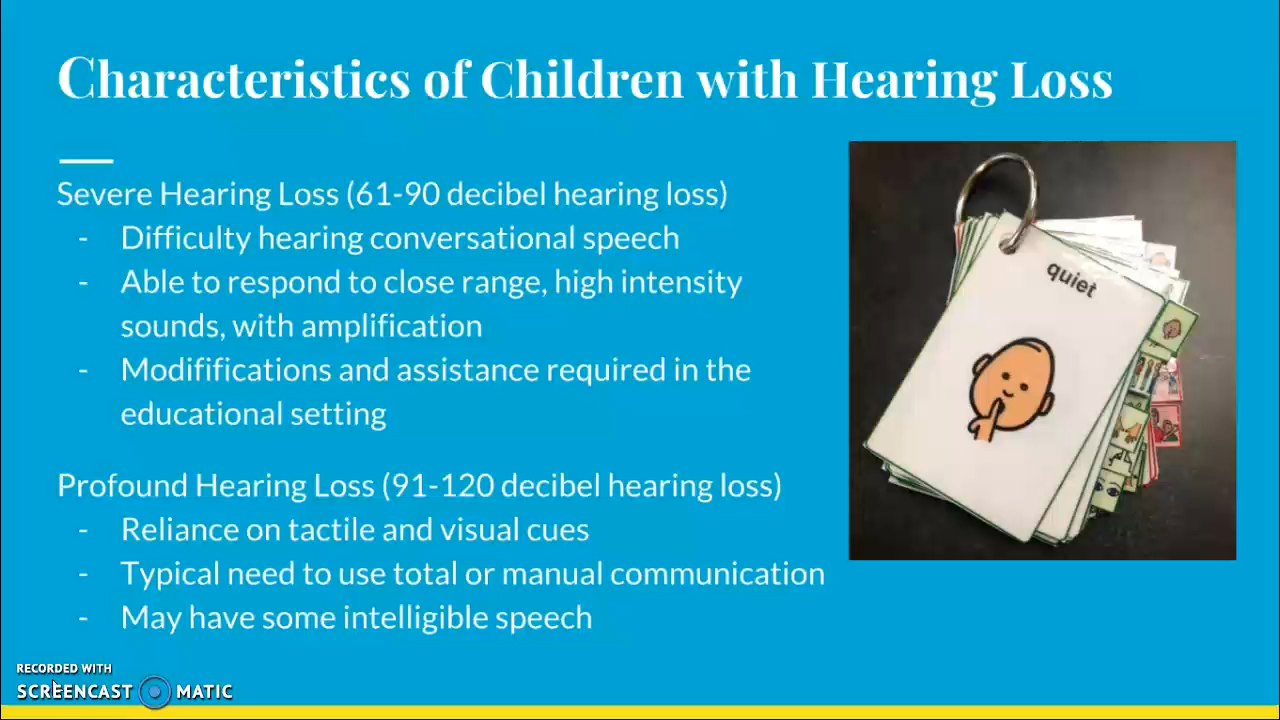 Characteristics of Children with Hearing Loss
Severe Hearing Loss (61-90 decibel hearing loss)
- Difficulty hearing conversational speech
- Able to respond to close range, high intensity
sounds, with amplification
- Modififications and assistance required in the
educational setting
quiet
Profound Hearing Loss (91-120 decibel hearing loss)
- Reliance on tactile and visual cues
- Typical need to use total or manual communication
- May have some intelligible speech
RECORDED WITH
SCREENCAST MATIC